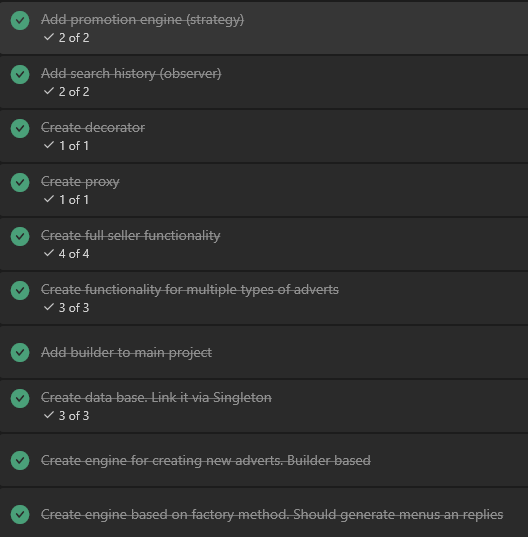 Add promotion engine (strategy)
2 of 2
Add search history (observer)
2 of 2
Create decorator
1 of 1
Create proxy
1 of 1
Create full seller functionality
4 of 4
Create functionality for multiple types of adverts
3 of 3
Add builder to main project
Create data base. Link it via Singleton
3 of 3
Create engine for creating new adverts. Builder based
Create engine based on factory method. Should generate menus an replies